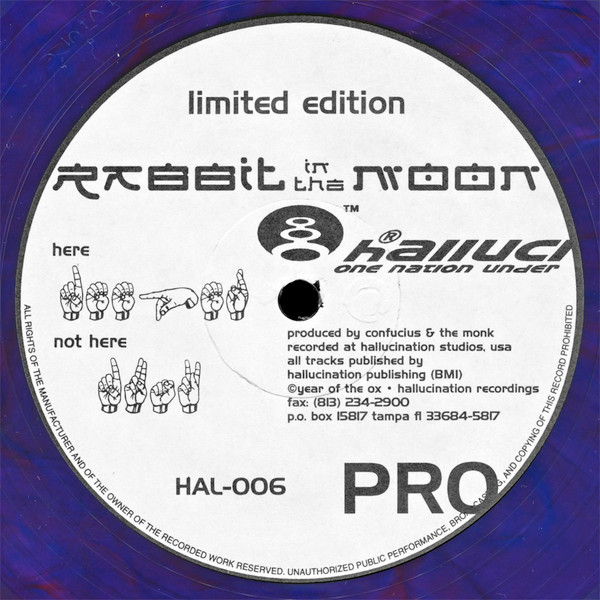 limited edition
RABBIT in the MOON
TM
halluci®
one nation under
here
not here
produced by confucius & the monk
recorded at hallucination studios, usa
all tracks published by
hallucination publishing (BMI)
©year of the ox • hallucination recordings
fax: (813) 234-2900
p.o. box 15817 tampa fl 33684-5817
HAL-006
PRO
ALL RIGHTS OF THE MANUFACTURER AND OF THE OWNER OF THE RECORDED WORK RESERVED. UNAUTHORIZED PUBLIC PERFORMANCE, BROADCASTING, AND COPYING OF THIS RECORD PROHIBITED